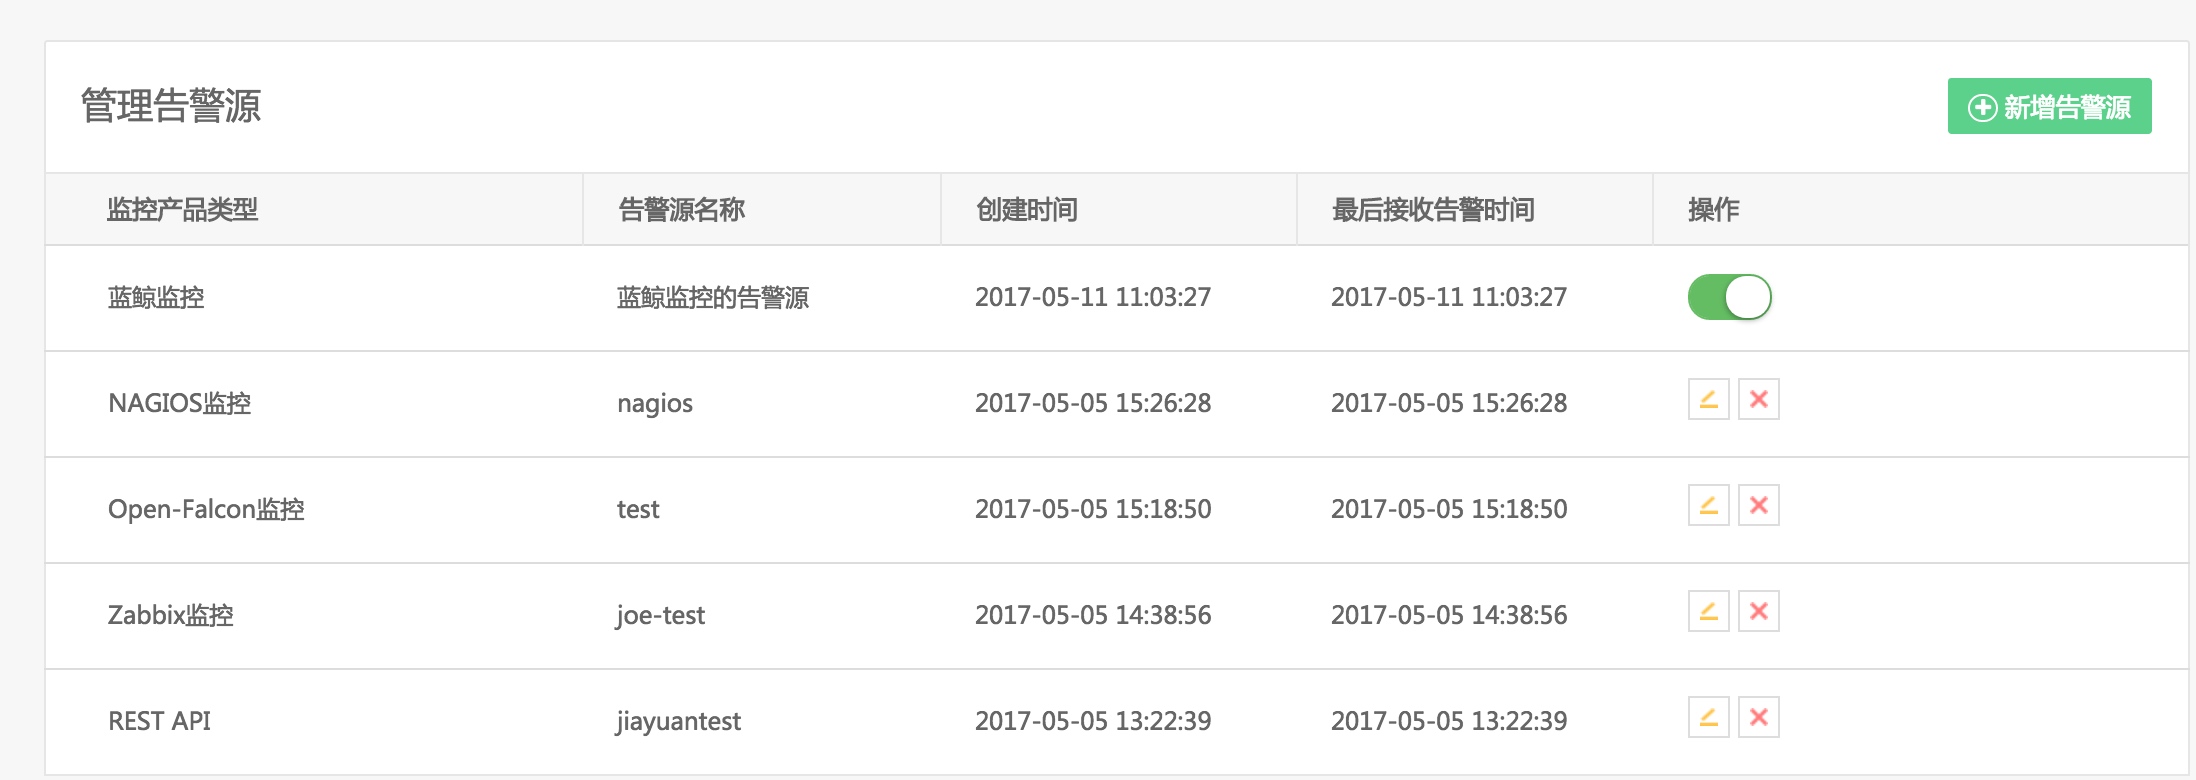 管理告警源
新增告警源
监控产品类型 告警源名称 创建时间 最后接收告警时间 操作
蓝鲸监控 蓝鲸监控的告警源 2017-05-11 11:03:27 2017-05-11 11:03:27
NAGIOS监控 nagios 2017-05-05 15:26:28 2017-05-05 15:26:28
Open-Falcon监控 test 2017-05-05 15:18:50 2017-05-05 15:18:50
Zabbix监控 joe-test 2017-05-05 14:38:56 2017-05-05 14:38:56
REST API jiayuantest 2017-05-05 13:22:39 2017-05-05 13:22:39